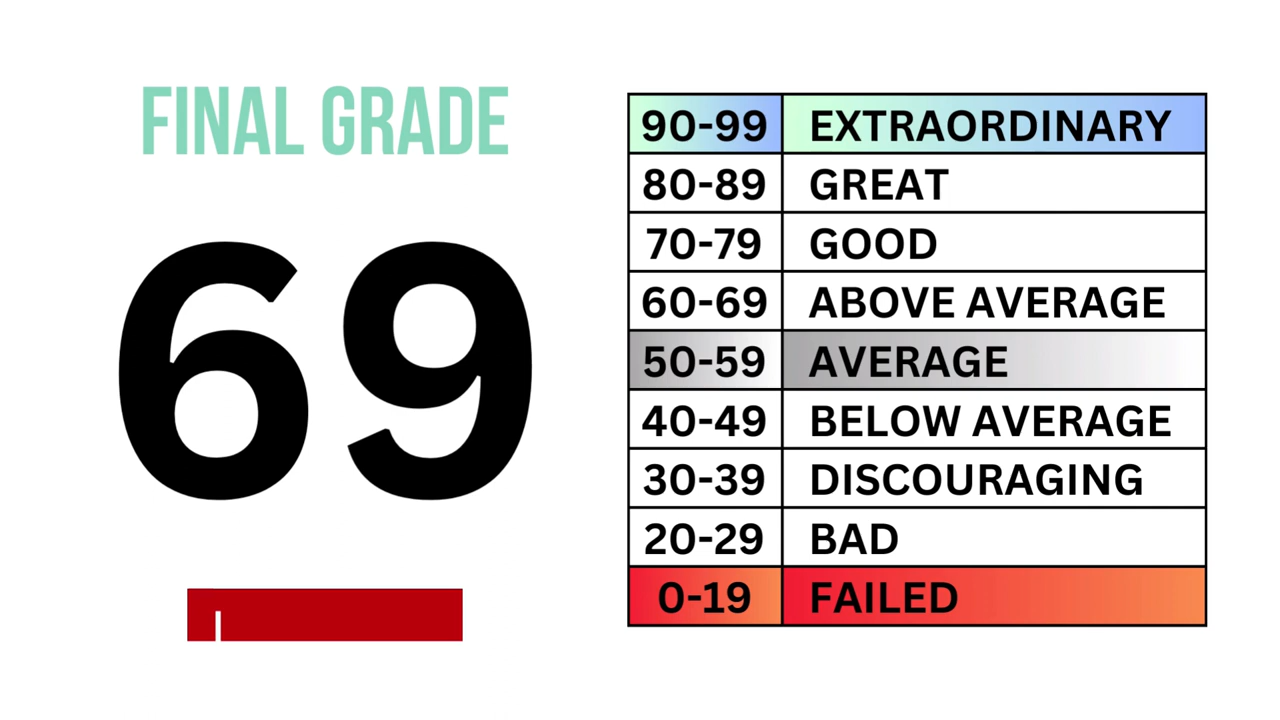 FINAL GRADE
69
90-99 EXTRAORDINARY
80-89 GREAT
70-79 GOOD
60-69 ABOVE AVERAGE
50-59 AVERAGE
40-49 BELOW AVERAGE
30-39 DISCOURAGING
20-29 BAD
0-19 FAILED